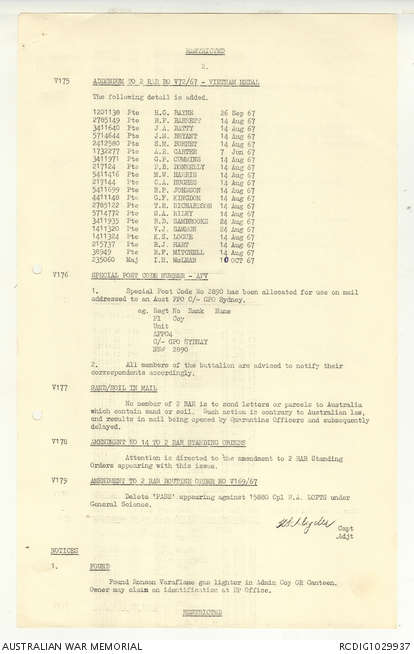 RESTRICTED
2.
V175 ADDENDUM TO 2 RAR RO V72/67 - VIETNAM MEDAL
The following detail is added.
1201138 Pte H.G. RAYNE 26 Sep 67
2785149 Pte R.F. BARRETT 14 Aug 67
3411640 Pte J.A. BATTY 14 Aug 67
5714644 Pte J.S. BRYANT 14 Aug 67
2412580 Pte B.M. BURNEY 14 Aug 67
1732277 Pte A.R. CARTER 7 Jun 67
3411971 Pte G.P. CUMMINS 14 Aug 67
217124 Pte P.B. DONNELLY 14 Aug 67
5411416 Pte M.W. HARRIS 14 Aug 67
217144 Pte C.A. HUGHES 14 Aug 67
5411699 Pte R.P. JOHNSON 14 Aug 67
4411148 Pte G.F. KINGDOM 14 Aug 67
2785122 Pte T.R. RICHARDSON 14 Aug 67
5714772 Pte R.A. RILEY 14 Aug 67
3411935 Pte R.D. SAMBROOKS 24 Aug 67
1411320 Pte V.J. SAMSON 24 Aug 67
1411324 Pte K.S. LOGUE 14 Aug 67
215737 Pte R.J. HART 14 Aug 67
38949 Pte R.F. MITCHELL 14 Aug 67
235060 Maj I.R. McLEAN 10 OCT 67
V176 SPECIAL POST CODE NUMBER - AFV
1. Special Post Code No 2890 has been allocated for use on mail
addressed to an Aust FPO C/- GPO Sydney.
eg. Regt No Rank Name
Pl Coy
Unit
AFPO4
C/- GPO SYDNEY
NSW 2890
2. All members of the battalion are advised to notify their
correspondents accordingly.
V177 SAND/SOIL IN MAIL
No member of 2 RAR is to send letters or parcels to Australia
which contain sand or soil. Such action is contrary to Australian law,
and results in mail being opened by Quarantine Officers and subsequently
delayed.
V178 AMENDMENT NO 14 TO 2 RAR STANDING ORDERS
Attention is directed to the amendment to 2 RAR Standing
Orders appearing with this issue.
V179 AMENDMENT TO 2 RAR ROUTINE ORDER NO V169/67
Delete 'PASS' appearing against 15880 Cpl R.A. LOFTS under
General Science.
Capt
Adjt
NOTICES
1. FOUND
Found Ronson Varaflame gas lighter in Admin Coy OR Canteen.
Owner may claim on identification at RP Office.
RESTRICTED
AUSTRALIAN WAR MEMORIAL
RCDIG1029937